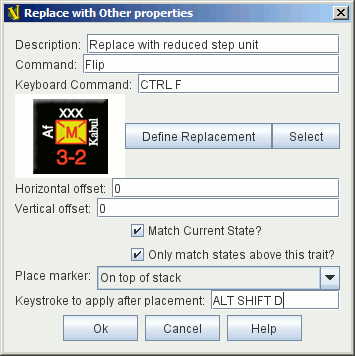 Replace with Other properties
Description: Replace with reduced step unit
Command: Flip
Keyboard Command: CTRL F
XXX
Af
M
Kabul
3-2
Define Replacement Select
Horizontal offset: 0
Vertical offset: 0
Match Current State?
Only match states above this trait?
Place marker: On top of stack
Keystroke to apply after placement: ALT SHIFT D
Ok Cancel Help